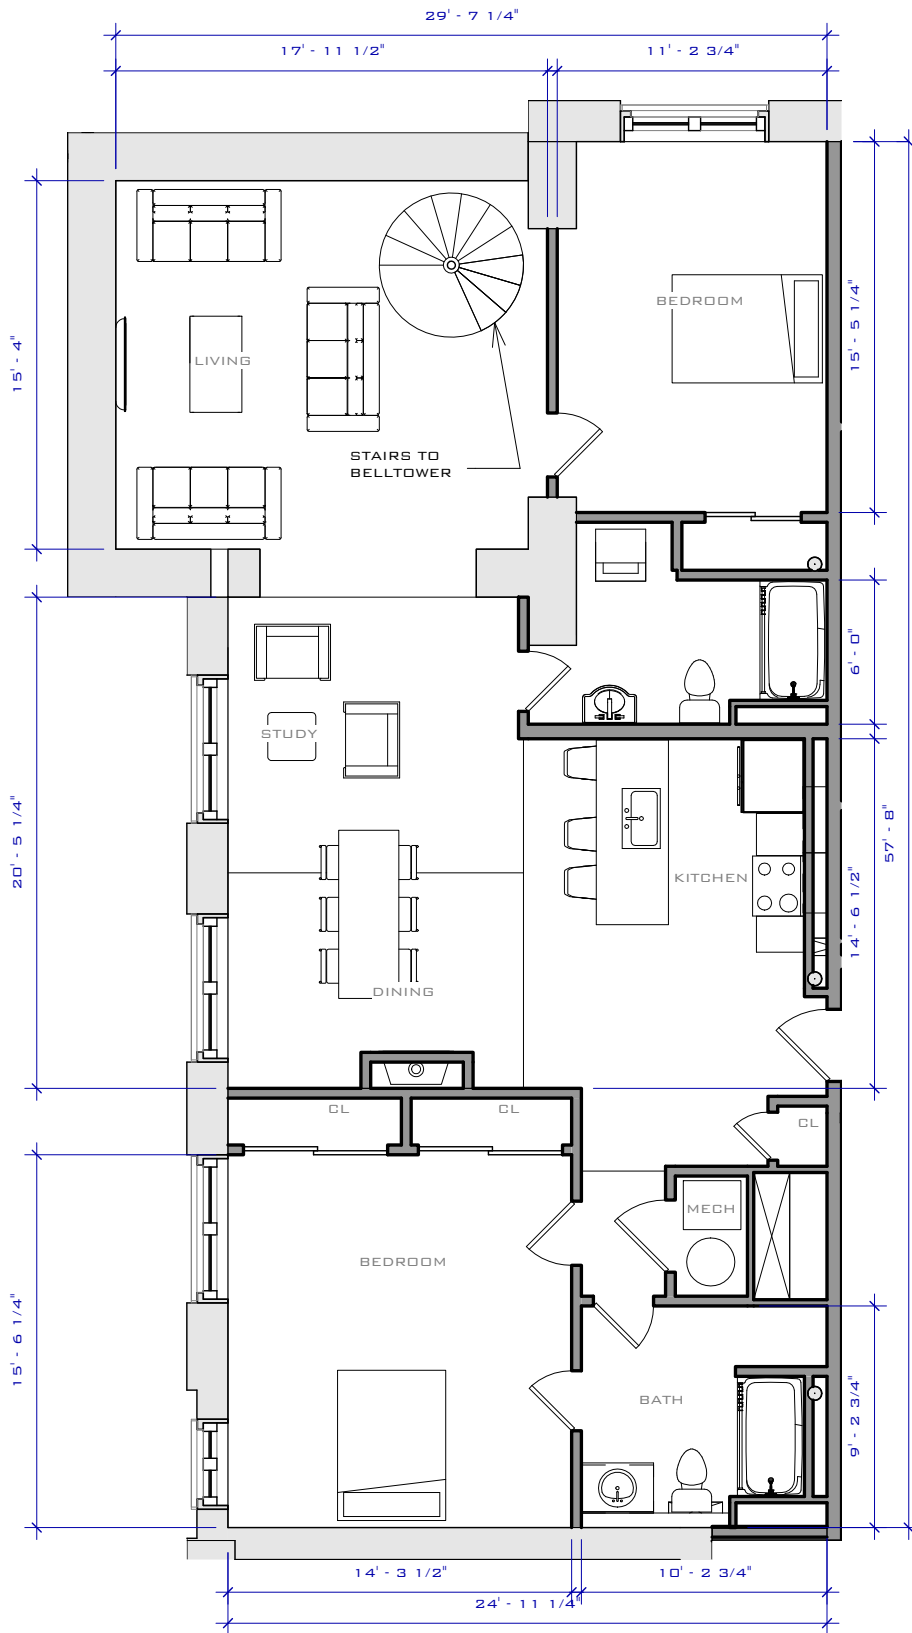 29' - 7 1/4"
17' - 11 1/2"
11' - 2 3/4"
BEDROOM
15' - 5 1/4"
15' - 4"
LIVING
STAIRS TO
BELLTOWER
6' - 0"
STUDY
20' - 5 1/4"
57' - 8"
KITCHEN
14' - 6 1/2"
DINING
CL
CL
CL
MECH
BEDROOM
15' - 6 1/4"
BATH
9' - 2 3/4"
14' - 3 1/2"
10' - 2 3/4"
24' - 11 1/4"